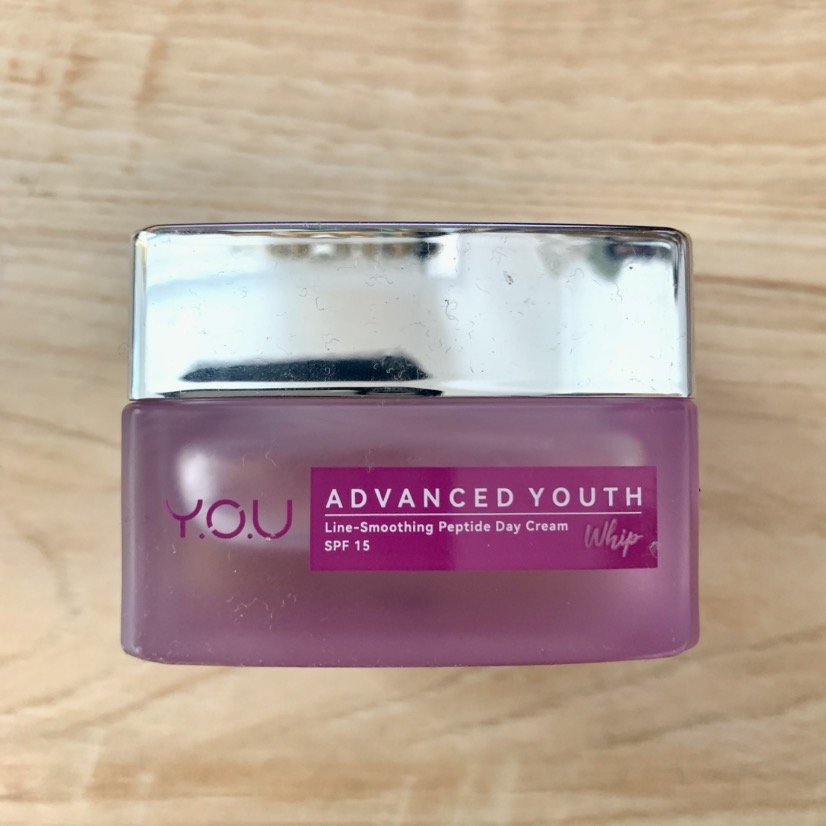 Y.O.U
ADVANCED YOUTH
Line-Smoothing Peptide Day Cream
Whip
SPF 15